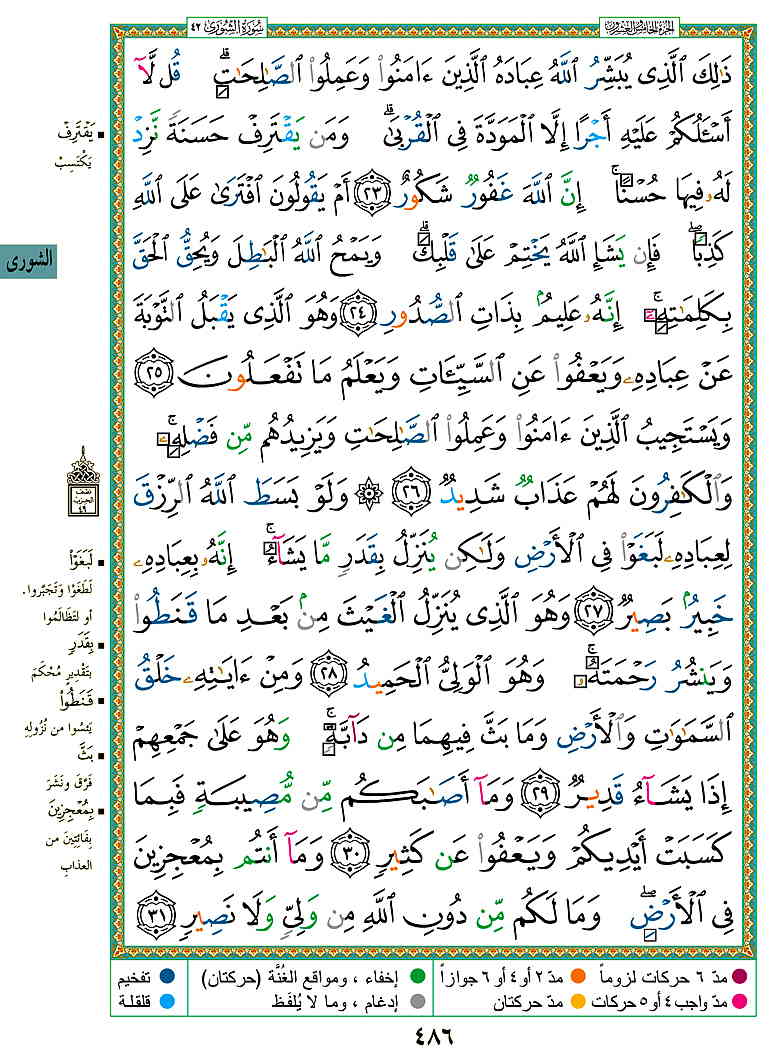 سورة الشورى ٤٢
الجزء الخامس والعشرون
ذَٰلِكَ ٱلَّذِى يُبَشِّرُ ٱللَّهُ عِبَادَهُ ٱلَّذِينَ ءَامَنُوا۟ وَعَمِلُوا۟ ٱلصَّٰلِحَٰتِۗ قُل لَّآ
أَسْـَٔلُكُمْ عَلَيْهِ أَجْرًا إِلَّا ٱلْمَوَدَّةَ فِى ٱلْقُرْبَىٰۗ وَمَن يَقْتَرِفْ حَسَنَةً نَّزِدْ
لَهُۥ فِيهَا حُسْنًاۚ إِنَّ ٱللَّهَ غَفُورٌ شَكُورٌ ٢٣ أَمْ يَقُولُونَ ٱفْتَرَىٰ عَلَى ٱللَّهِ
كَذِبًاۖ فَإِن يَشَإِ ٱللَّهُ يَخْتِمْ عَلَىٰ قَلْبِكَۗ وَيَمْحُ ٱللَّهُ ٱلْبَٰطِلَ وَيُحِقُّ ٱلْحَقَّ
بِكَلِمَٰتِهِۦٓۚ إِنَّهُۥ عَلِيمٌۢ بِذَاتِ ٱلصُّدُورِ ٢٤ وَهُوَ ٱلَّذِى يَقْبَلُ ٱلتَّوْبَةَ
عَنْ عِبَادِهِۦ وَيَعْفُوا۟ عَنِ ٱلسَّيِّـَٔاتِ وَيَعْلَمُ مَا تَفْعَلُونَ ٢٥
وَيَسْتَجِيبُ ٱلَّذِينَ ءَامَنُوا۟ وَعَمِلُوا۟ ٱلصَّٰلِحَٰتِ وَيَزِيدُهُم مِّن فَضْلِهِۦۚ
وَٱلْكَٰفِرُونَ لَهُمْ عَذَابٌ شَدِيدٌ ٢٦ ۞ وَلَوْ بَسَطَ ٱللَّهُ ٱلرِّزْقَ
لِعِبَادِهِۦ لَبَغَوْا۟ فِى ٱلْأَرْضِ وَلَٰكِن يُنَزِّلُ بِقَدَرٍ مَّا يَشَآءُۚ إِنَّهُۥ بِعِبَادِهِۦ
خَبِيرٌۢ بَصِيرٌ ٢٧ وَهُوَ ٱلَّذِى يُنَزِّلُ ٱلْغَيْثَ مِنۢ بَعْدِ مَا قَنَطُوا۟
وَيَنشُرُ رَحْمَتَهُۥۚ وَهُوَ ٱلْوَلِىُّ ٱلْحَمِيدُ ٢٨ وَمِنْ ءَايَٰتِهِۦ خَلْقُ
ٱلسَّمَٰوَٰتِ وَٱلْأَرْضِ وَمَا بَثَّ فِيهِمَا مِن دَآبَّةٍۚ وَهُوَ عَلَىٰ جَمْعِهِمْ
إِذَا يَشَآءُ قَدِيرٌ ٢٩ وَمَآ أَصَٰبَكُم مِّن مُّصِيبَةٍ فَبِمَا
كَسَبَتْ أَيْدِيكُمْ وَيَعْفُوا۟ عَن كَثِيرٍ ٣٠ وَمَآ أَنتُم بِمُعْجِزِينَ
فِى ٱلْأَرْضِۖ وَمَا لَكُم مِّن دُونِ ٱللَّهِ مِن وَلِىٍّ وَلَا نَصِيرٍ ٣١
يَقْتَرِفْ
يَكْتَسِبْ
الشورى
نصف
الحزب
٤٩
لَبَغَوْا۟
لَطَغَوْا وَتَجَبَّروا.
أو لتَظَالَمُوا
بِقَدَرٍ
بتَقْديرٍ مُحْكَم
قَنَطُوا۟
يَئِسُوا من نُزُولِهِ
بَثَّ
فَرَّقَ ونَشَرَ
بِمُعْجِزِينَ
بِفَائِتِينَ من
العذابِ
مدّ ٦ حركات لزوماً
مدّ ٢ أو ٤ أو ٦ جوازاً
إخفاء ، ومواقع الغُنَّة (حركتان)
تفخيم
مدّ واجب ٤ أو ٥ حركات
مدّ حركتان
إدغام ، وما لا يُلفَظ
قلقلة
٤٨٦